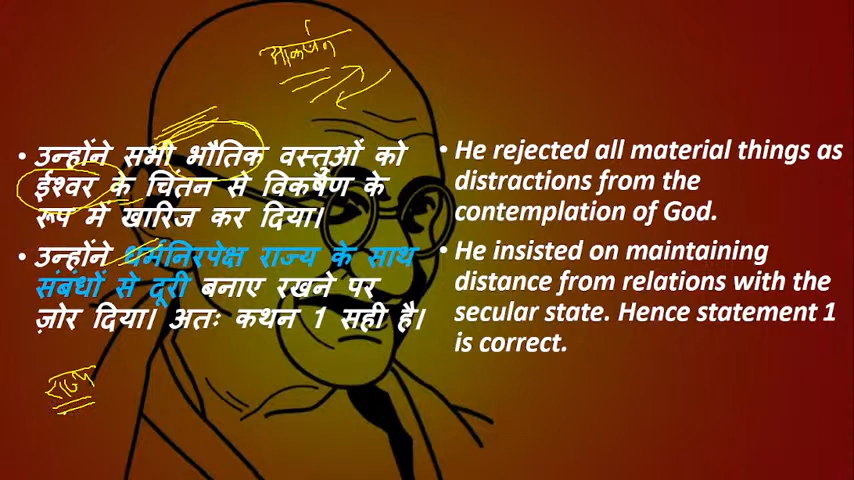 आकर्षण
• उन्होंने सभी भौतिक वस्तुओं को
ईश्वर के चिंतन से विकर्षण के
रूप में खारिज कर दिया।
• उन्होंने धर्मनिरपेक्ष राज्य के साथ
संबंधों से दूरी बनाए रखने पर
ज़ोर दिया। अतः कथन 1 सही है।
राज्य
• He rejected all material things as
distractions from the
contemplation of God.
• He insisted on maintaining
distance from relations with the
secular state. Hence statement 1
is correct.